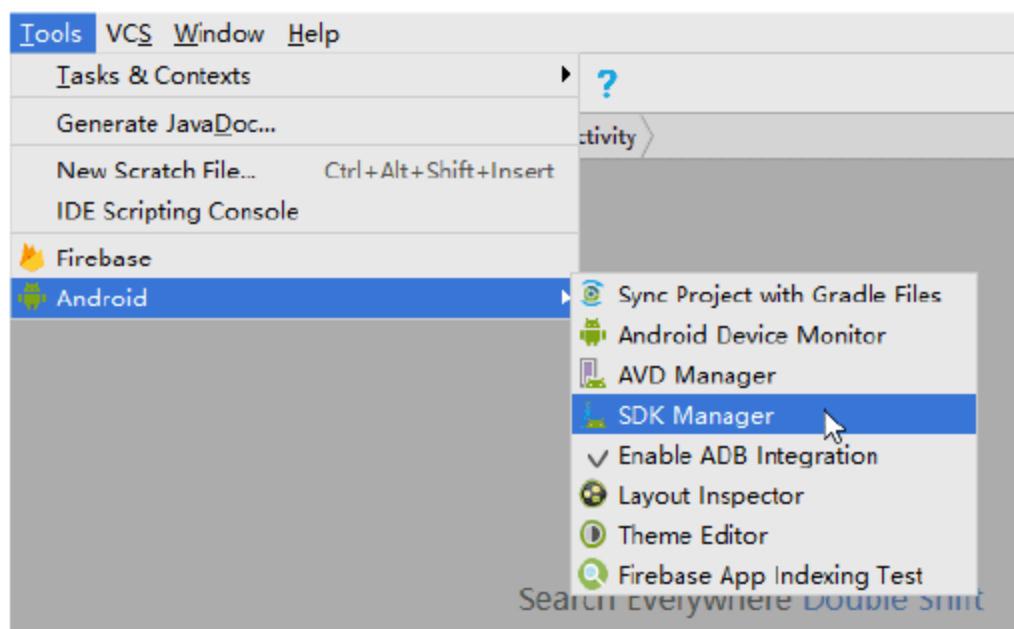 Tools VCS Window Help
Tasks & Contexts
Generate JavaDoc...
ctivity
New Scratch File... Ctrl+Alt+Shift+Insert
IDE Scripting Console
Firebase
Android
Sync Project with Gradle Files
Android Device Monitor
AVD Manager
SDK Manager
Enable ADB Integration
Layout Inspector
Theme Editor
Firebase App Indexing Test
Search Everywhere Double Shift